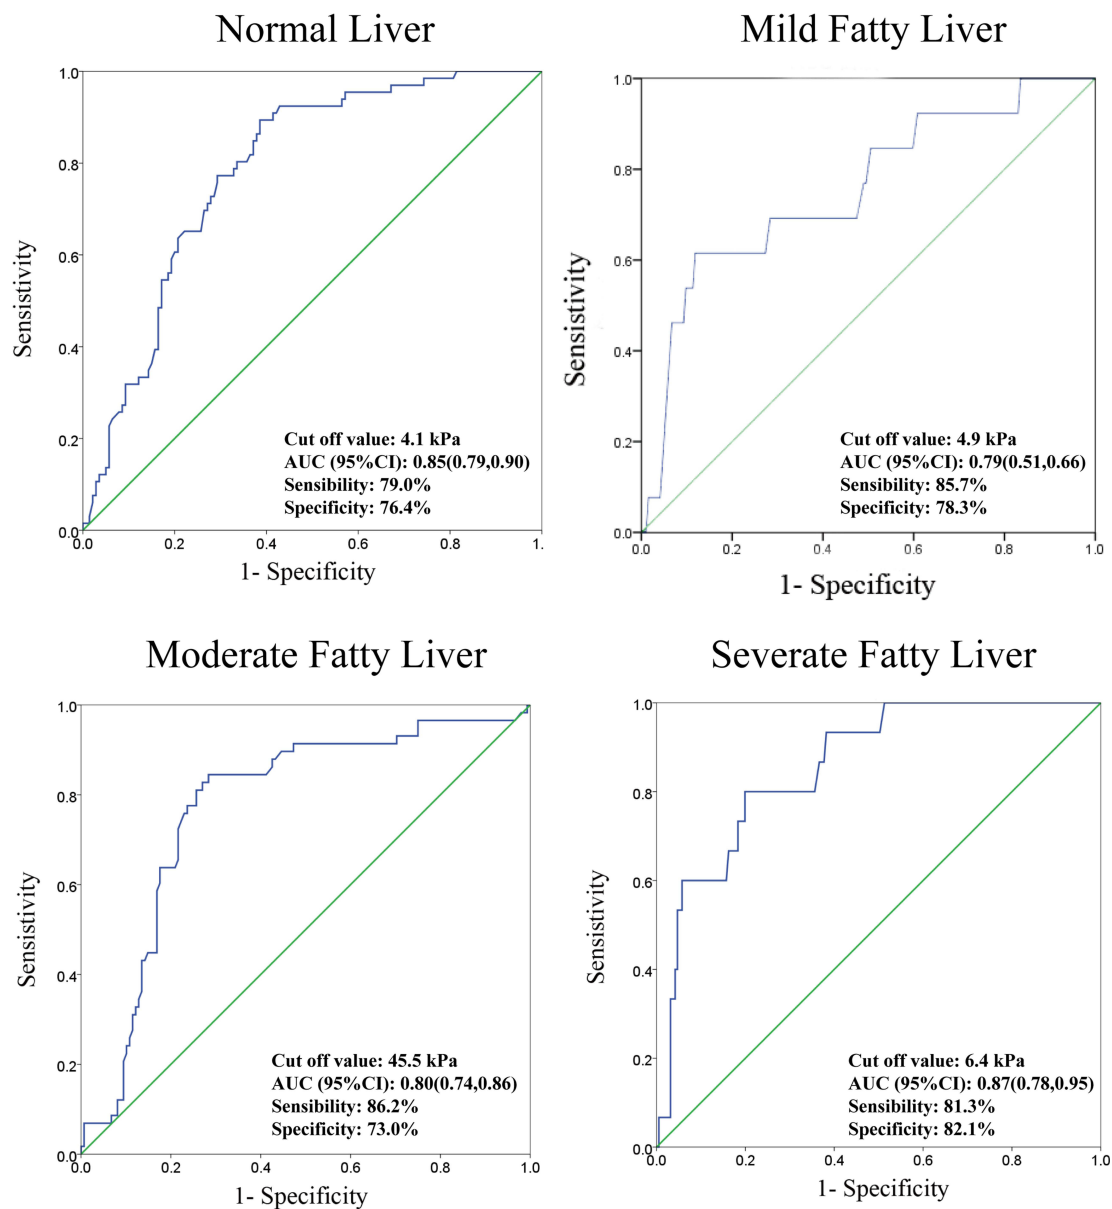 Normal Liver
1.0
0.8
0.6
0.4
0.2
0.0
Sensistivity
Cut off value: 4.1 kPa
AUC (95%CI): 0.85(0.79,0.90)
Sensibility: 79.0%
Specificity: 76.4%
0.0 0.2 0.4 0.6 0.8 1.
1- Specificity
Mild Fatty Liver
1.0
0.8
0.6
0.4
0.2
0.0
Sensistivity
Cut off value: 4.9 kPa
AUC (95%CI): 0.79(0.51,0.66)
Sensibility: 85.7%
Specificity: 78.3%
0.0 0.2 0.4 0.6 0.8 1.0
1- Specificity
Moderate Fatty Liver
1.0
0.8
0.6
0.4
0.2
0.0
Sensistivity
Cut off value: 45.5 kPa
AUC (95%CI): 0.80(0.74,0.86)
Sensibility: 86.2%
Specificity: 73.0%
0.0 0.2 0.4 0.6 0.8 1.0
1- Specificity
Severate Fatty Liver
1.0
0.8
0.6
0.4
0.2
0.0
Sensistivity
Cut off value: 6.4 kPa
AUC (95%CI): 0.87(0.78,0.95)
Sensibility: 81.3%
Specificity: 82.1%
0.0 0.2 0.4 0.6 0.8 1.0
1- Specificity